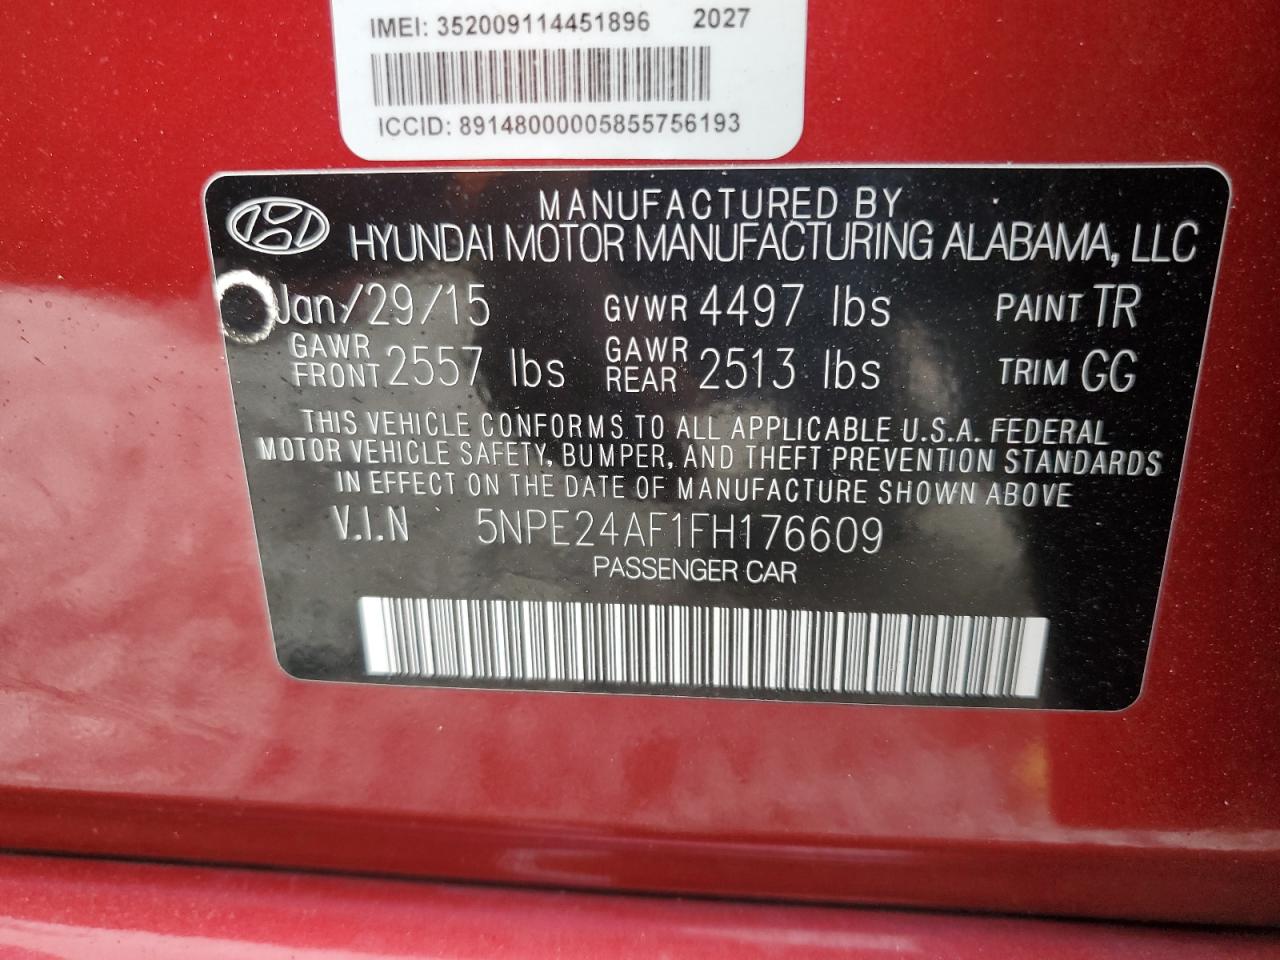 IMEI: 352009114451896 2027
ICCID: 89148000005855756193
MANUFACTURED BY
HYUNDAI MOTOR MANUFACTURING ALABAMA, LLC
Jan/29/15 GVWR 4497 lbs PAINT TR
GAWR FRONT 2557 lbs GAWR REAR 2513 lbs TRIM GG
THIS VEHICLE CONFORMS TO ALL APPLICABLE U.S.A. FEDERAL
MOTOR VEHICLE SAFETY, BUMPER, AND THEFT PREVENTION STANDARDS
IN EFFECT ON THE DATE OF MANUFACTURE SHOWN ABOVE
V.I.N 5NPE24AF1FH176609
PASSENGER CAR